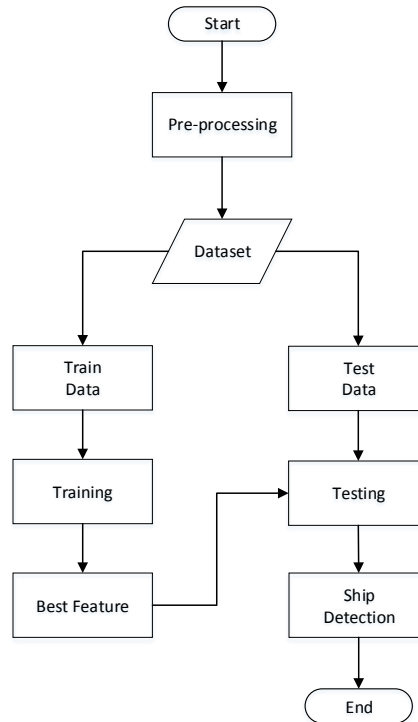 Start
Pre-processing
Dataset
Train
Data
Test
Data
Training
Testing
Best Feature
Ship
Detection
End